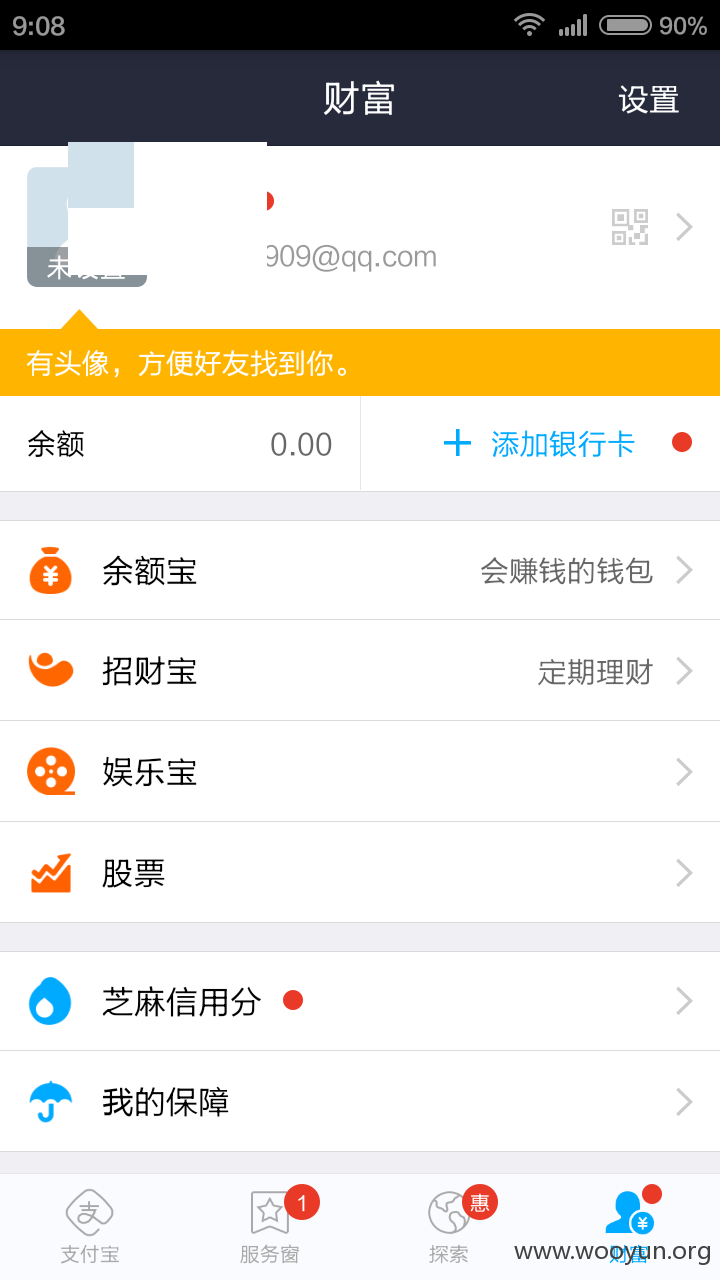 9:08 90%
财富 设置
909@qq.com
有头像，方便好友找到你。
余额 0.00 添加银行卡
余额宝 会赚钱的钱包
招财宝 定期理财
娱乐宝
股票
芝麻信用分
我的保障
1 惠
支付宝 服务窗 探索 财富
www.wooyun.org